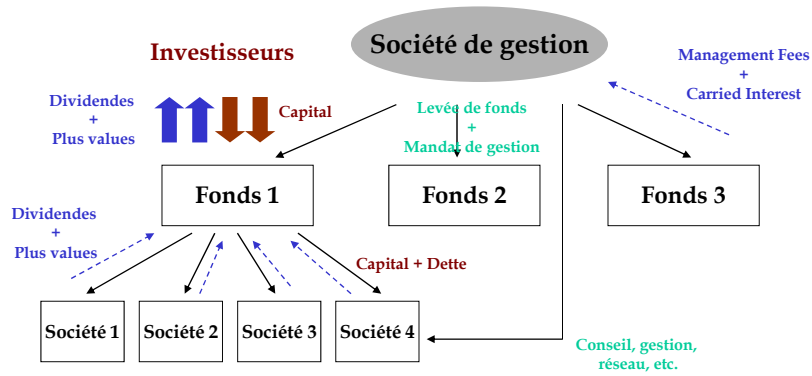 Société de gestion
Investisseurs
Management Fees
+
Carried Interest
Dividendes
+
Plus values
Capital
Levée de fonds
+
Mandat de gestion
Fonds 1
Fonds 2
Fonds 3
Dividendes
+
Plus values
Capital + Dette
Société 1
Société 2
Société 3
Société 4
Conseil, gestion,
réseau, etc.